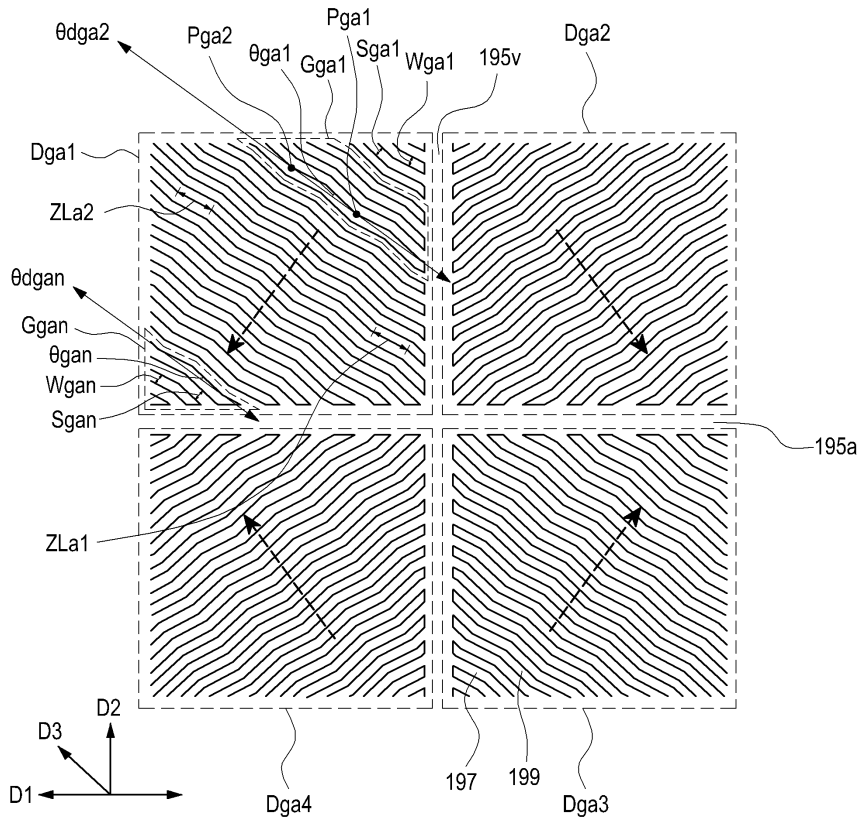 θdga2
Pga2
θga1
Gga1
Pga1
Sga1
Wga1
195v
Dga2
Dga1
ZLa2
θdgan
Ggan
θgan
Wgan
Sgan
195a
ZLa1
D2
D3
D1
Dga4
197
199
Dga3